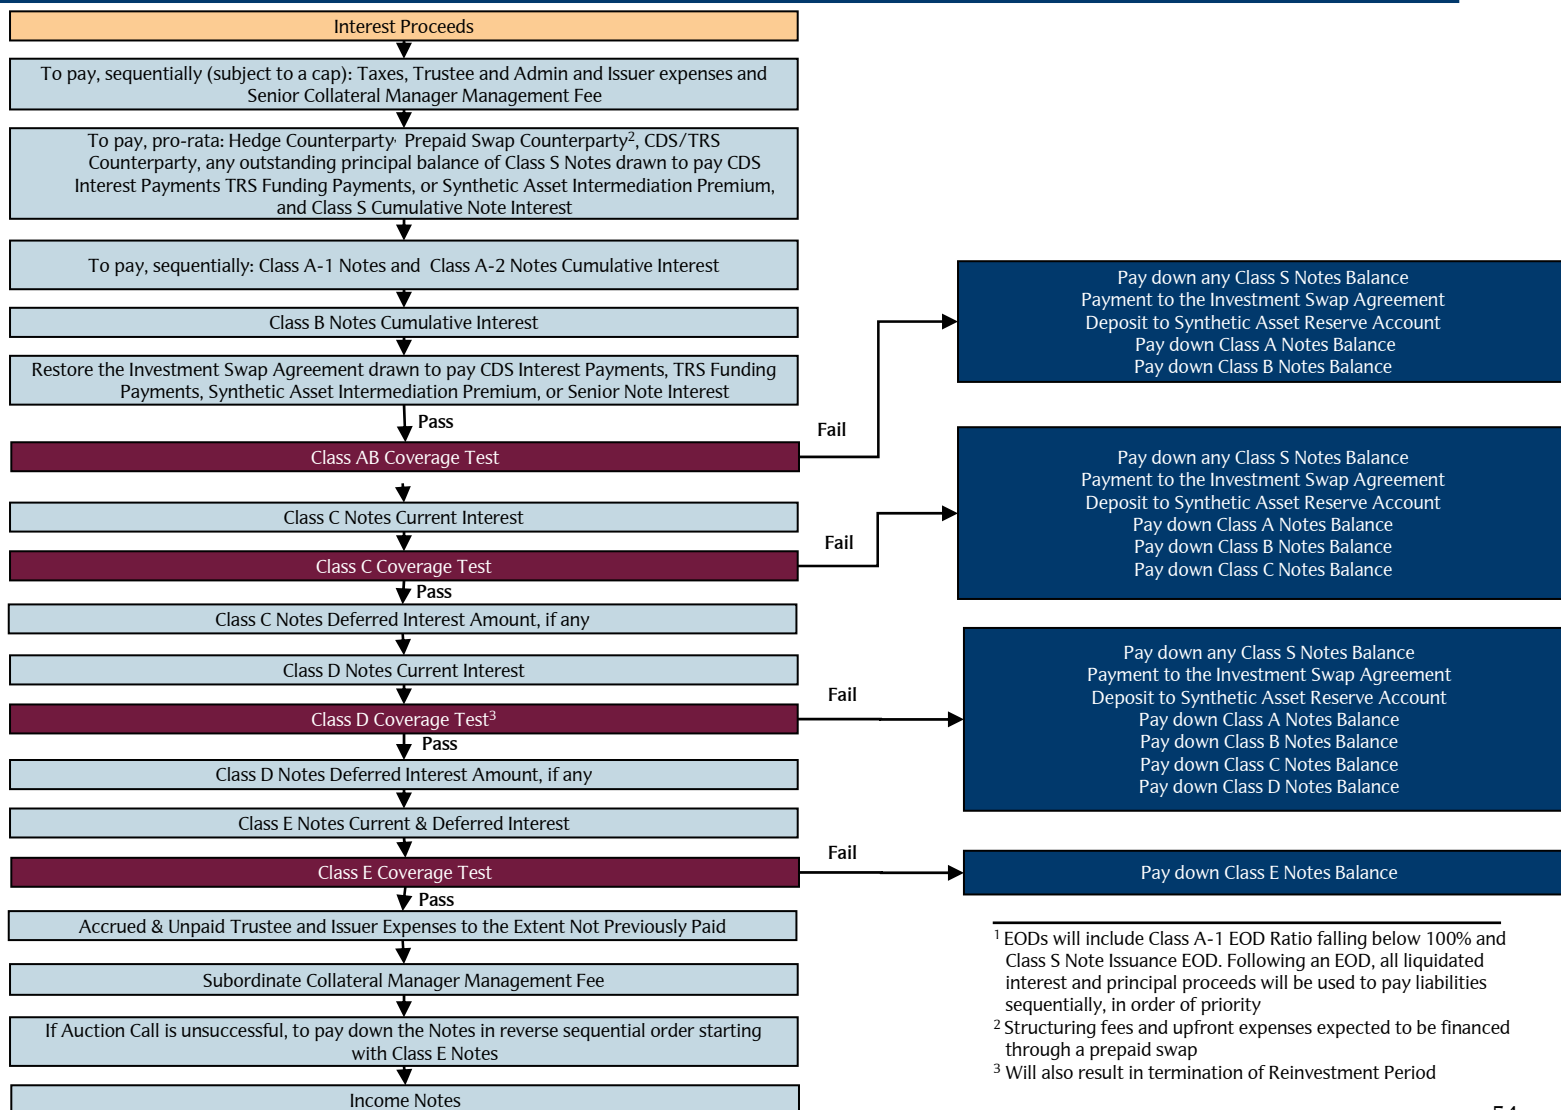 Interest Proceeds
To pay, sequentially (subject to a cap): Taxes, Trustee and Admin and Issuer expenses and
Senior Collateral Manager Management Fee
To pay, pro-rata: Hedge Counterparty, Prepaid Swap Counterparty², CDS/TRS
Counterparty, any outstanding principal balance of Class S Notes drawn to pay CDS
Interest Payments TRS Funding Payments, or Synthetic Asset Intermediation Premium,
and Class S Cumulative Note Interest
To pay, sequentially: Class A-1 Notes and Class A-2 Notes Cumulative Interest
Class B Notes Cumulative Interest
Restore the Investment Swap Agreement drawn to pay CDS Interest Payments, TRS Funding
Payments, Synthetic Asset Intermediation Premium, or Senior Note Interest
Pass
Class AB Coverage Test
Fail
Pay down any Class S Notes Balance
Payment to the Investment Swap Agreement
Deposit to Synthetic Asset Reserve Account
Pay down Class A Notes Balance
Pay down Class B Notes Balance
Class C Notes Current Interest
Class C Coverage Test
Fail
Pay down any Class S Notes Balance
Payment to the Investment Swap Agreement
Deposit to Synthetic Asset Reserve Account
Pay down Class A Notes Balance
Pay down Class B Notes Balance
Pay down Class C Notes Balance
Pass
Class C Notes Deferred Interest Amount, if any
Class D Notes Current Interest
Class D Coverage Test³
Fail
Pay down any Class S Notes Balance
Payment to the Investment Swap Agreement
Deposit to Synthetic Asset Reserve Account
Pay down Class A Notes Balance
Pay down Class B Notes Balance
Pay down Class C Notes Balance
Pay down Class D Notes Balance
Pass
Class D Notes Deferred Interest Amount, if any
Class E Notes Current & Deferred Interest
Class E Coverage Test
Fail
Pay down Class E Notes Balance
Pass
Accrued & Unpaid Trustee and Issuer Expenses to the Extent Not Previously Paid
Subordinate Collateral Manager Management Fee
If Auction Call is unsuccessful, to pay down the Notes in reverse sequential order starting
with Class E Notes
Income Notes
¹ EODs will include Class A-1 EOD Ratio falling below 100% and
Class S Note Issuance EOD. Following an EOD, all liquidated
interest and principal proceeds will be used to pay liabilities
sequentially, in order of priority
² Structuring fees and upfront expenses expected to be financed
through a prepaid swap
³ Will also result in termination of Reinvestment Period